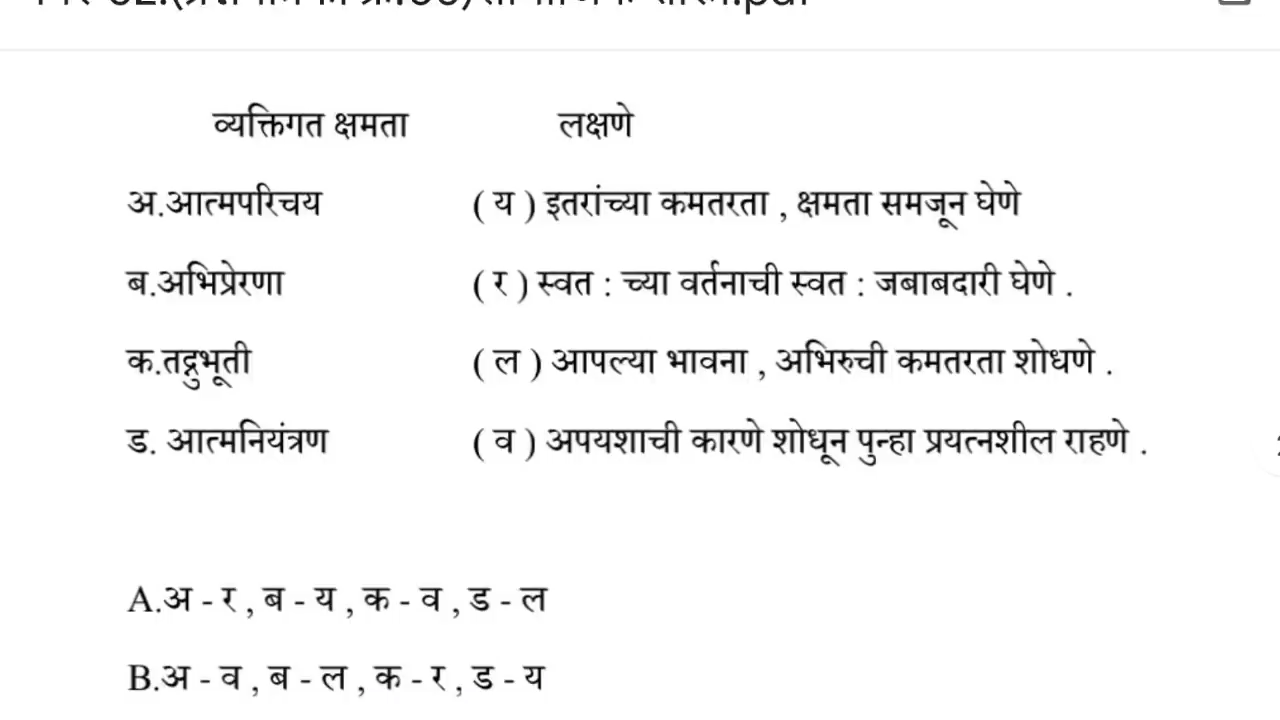 व्यक्तिगत क्षमता लक्षणे
अ.आत्मपरिचय ( य ) इतरांच्या कमतरता , क्षमता समजून घेणे
ब.अभिप्रेरणा ( र ) स्वत : च्या वर्तनाची स्वत : जबाबदारी घेणे .
क.तद्नुभूती ( ल ) आपल्या भावना , अभिरुची कमतरता शोधणे .
ड. आत्मनियंत्रण ( व ) अपयशाची कारणे शोधून पुन्हा प्रयत्नशील राहणे .
A.अ - र , ब - य , क - व , ड - ल
B.अ - व , ब - ल , क - र , ड - य